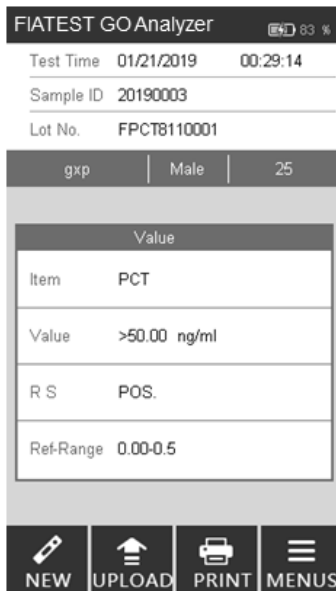 FIATEST GO Analyzer 83 %
Test Time 01/21/2019 00:29:14
Sample ID 20190003
Lot No. FPCT8110001
gxp Male 25
Value
Item PCT
Value >50.00 ng/ml
R S POS.
Ref-Range 0.00-0.5
NEW UPLOAD PRINT MENUS